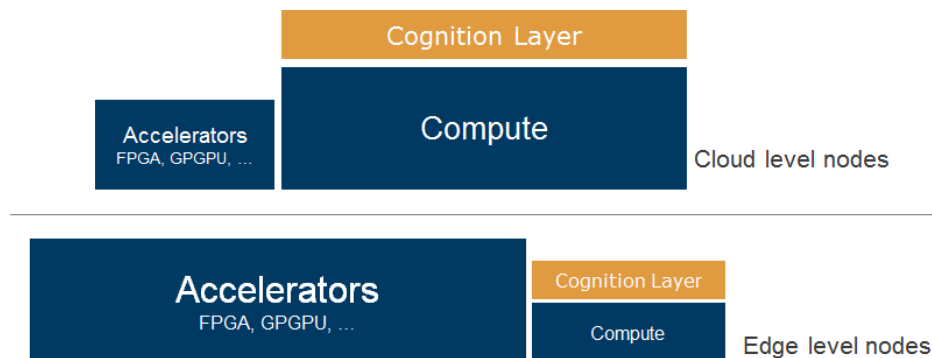 Cognition Layer
Compute
Accelerators
FPGA, GPGPU, ...
Cloud level nodes
Accelerators
FPGA, GPGPU, ...
Cognition Layer
Compute
Edge level nodes